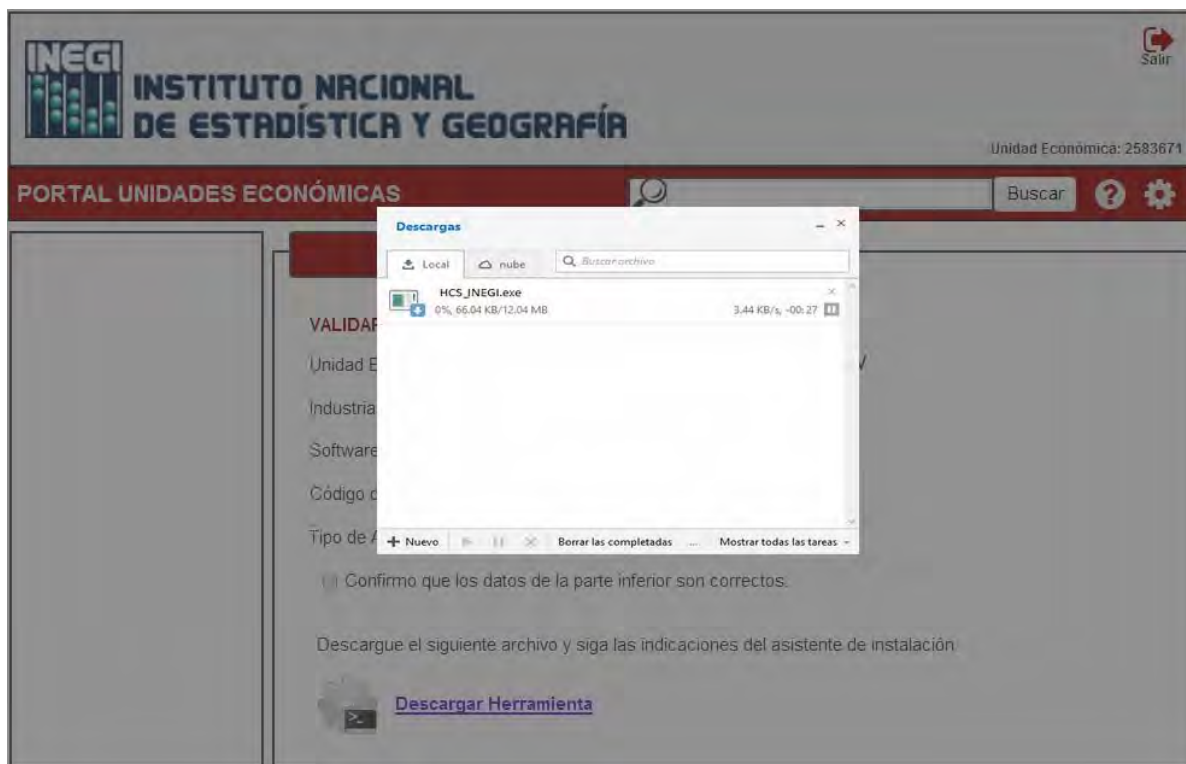 INEGI
INSTITUTO NACIONAL
DE ESTADÍSTICA Y GEOGRAFÍA
Salir
Unidad Económica: 2583671
PORTAL UNIDADES ECONÓMICAS
Buscar
Descargas
Local
nube
Buscar archivo
HCS_INEGI.exe
0%, 66.04 KB/12.04 MB
3.44 KB/s, -00: 27
VALIDAR
Unidad E
V
Industria
Software
Código d
Tipo de A
Nuevo
Borrar las completadas
...
Mostrar todas las tareas
Confirmo que los datos de la parte inferior son correctos.
Descargue el siguiente archivo y siga las indicaciones del asistente de instalación
Descargar Herramienta